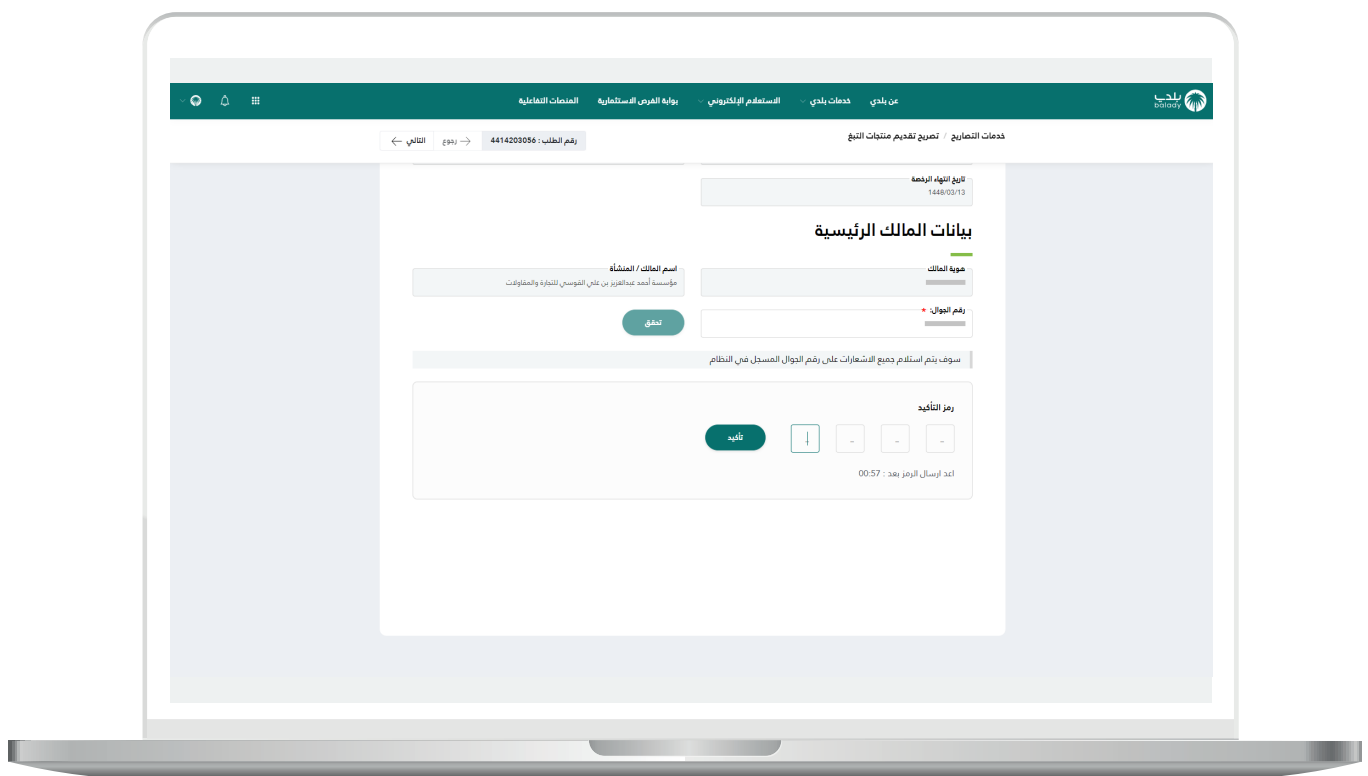 بلدي
balady
عن بلدي
خدمات بلدي
الاستعلام الإلكتروني
بوابة الفرص الاستثمارية
المنصات التفاعلية
خدمات التصاريح / تصريح تقديم منتجات التبغ
رقم الطلب : 4414203056
رجوع
التالي
تاريخ انتهاء الرخصة
1448/03/13
بيانات المالك الرئيسية
هوية المالك
اسم المالك / المنشأة
مؤسسة أحمد عبدالعزيز بن علي القوسي للتجارة والمقاولات
رقم الجوال: *
تحقق
سوف يتم استلام جميع الاشعارات على رقم الجوال المسجل في النظام
رمز التأكيد
تأكيد
اعد ارسال الرمز بعد : 00:57